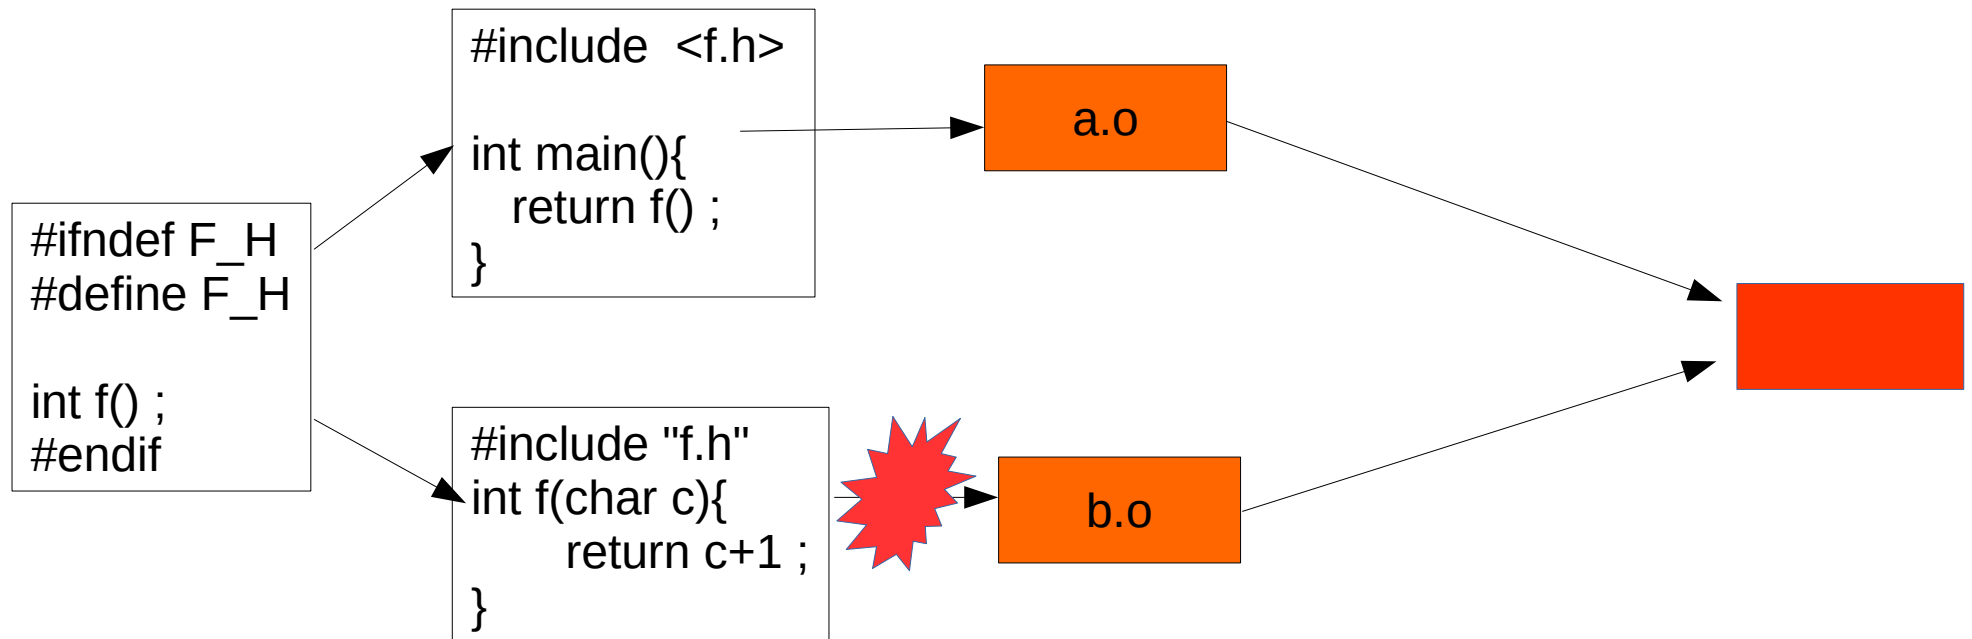 #ifndef F_H
#define F_H
int f() ;
#endif
#include  <f.h>
int main(){
return f() ;
}
#include "f.h"
int f(char c){
return c+1 ;
}
a.o
b.o